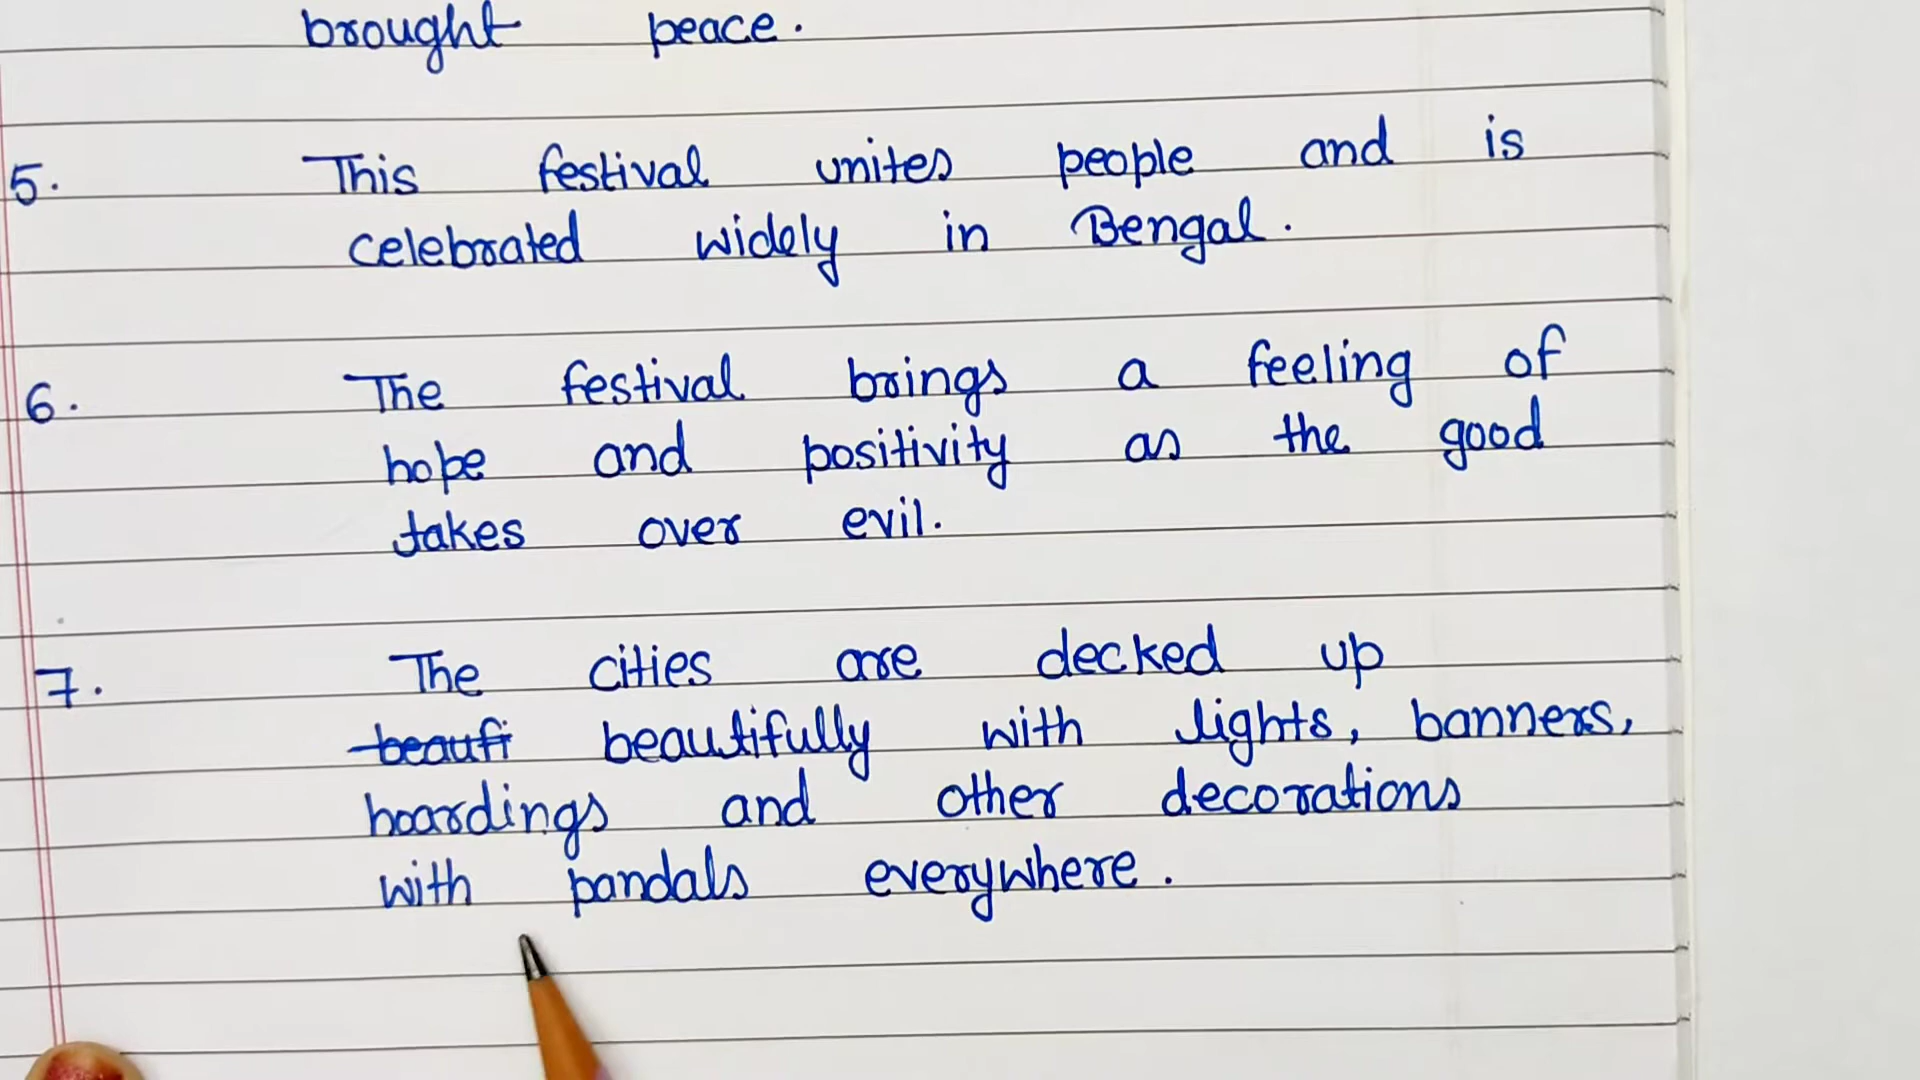 brought peace.
5. This festival unites people and is
celebrated widely in Bengal.
6. The festival brings a feeling of
hope and positivity as the good
takes over evil.
7. The cities are decked up
beaufi beautifully with lights, banners,
hoardings and other decorations
with pandals everywhere.